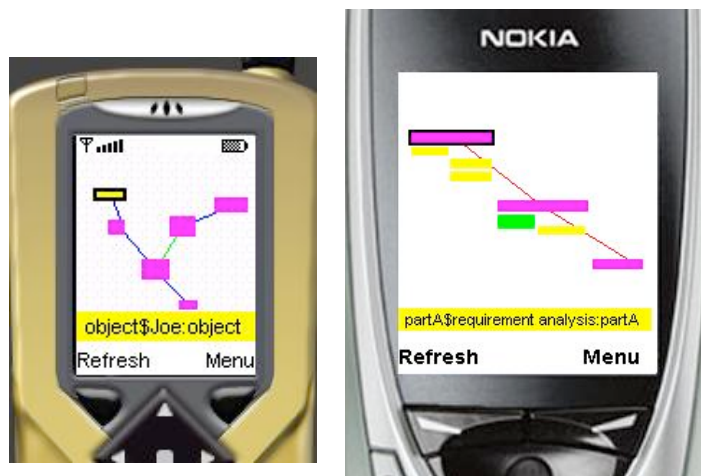 object$Joe:object
Refresh Menu
NOKIA
partA$requirement analysis:partA
Refresh Menu